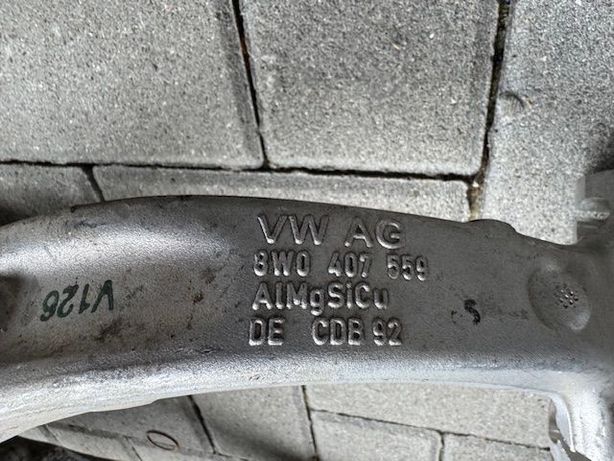 VW AG
8W0 407 559
AlMgSiCu
DE CDB 92
V126
S